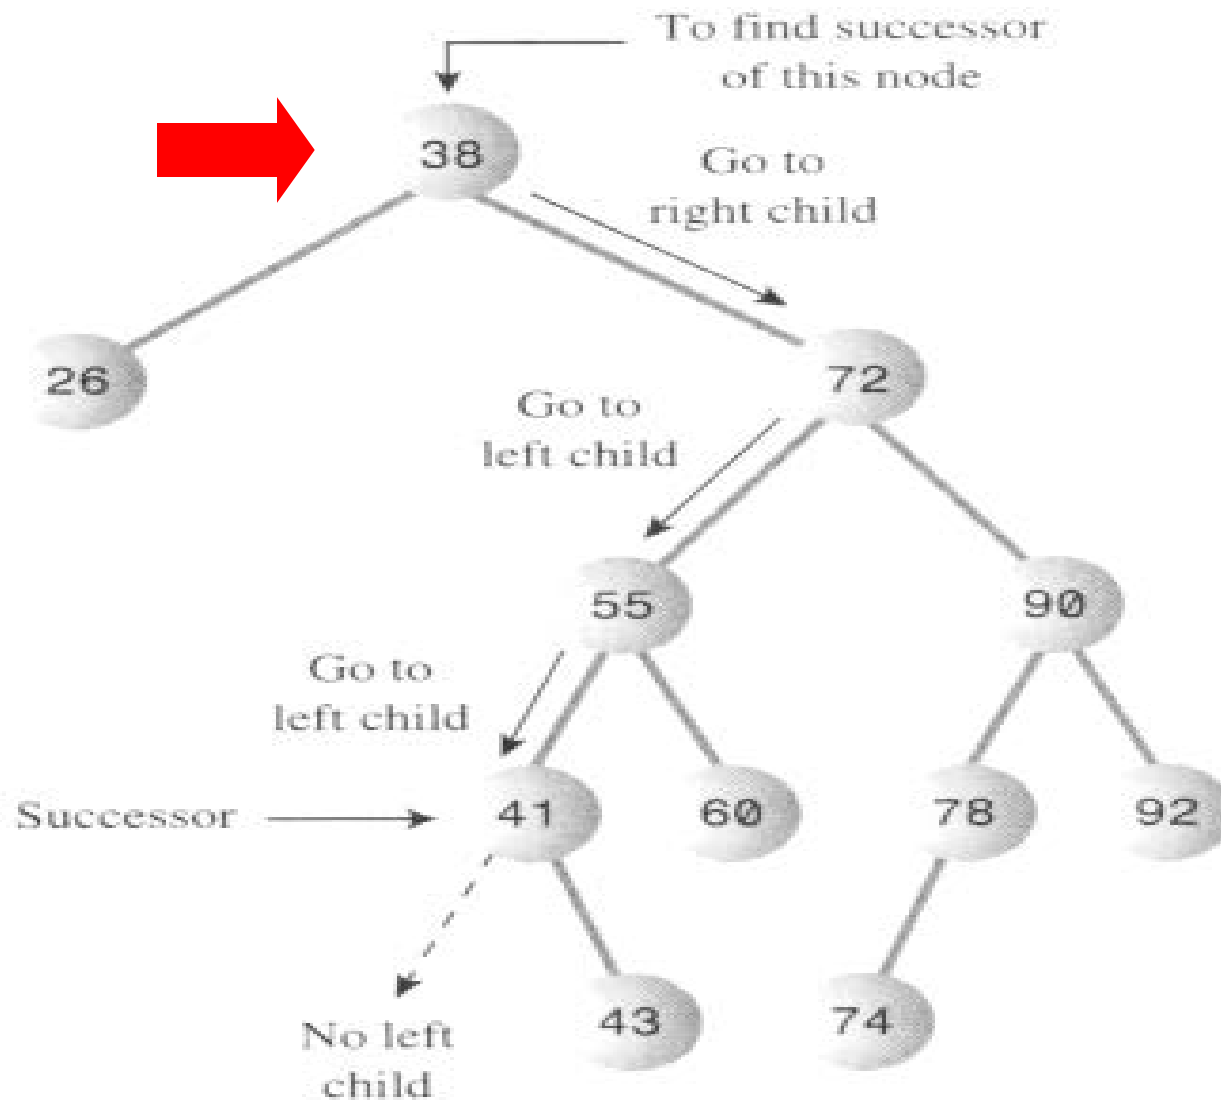 To find successor
of this node
38
Go to
right child
26
72
Go to
left child
55
90
Go to
left child
Successor
41
60
78
92
43
74
No left
child